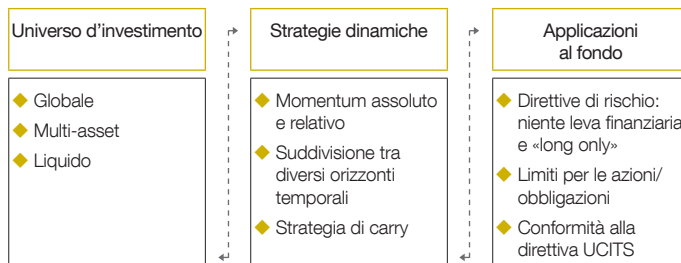 Universo d’investimento
Globale
Multi-asset
Liquido
Strategie dinamiche
Momentum assoluto
e relativo
Suddivisione tra
diversi orizzonti
temporali
Strategia di carry
Applicazioni
al fondo
Direttive di rischio:
niente leva finanziaria
e «long only»
Limiti per le azioni/
obbligazioni
Conformità alla
direttiva UCITS